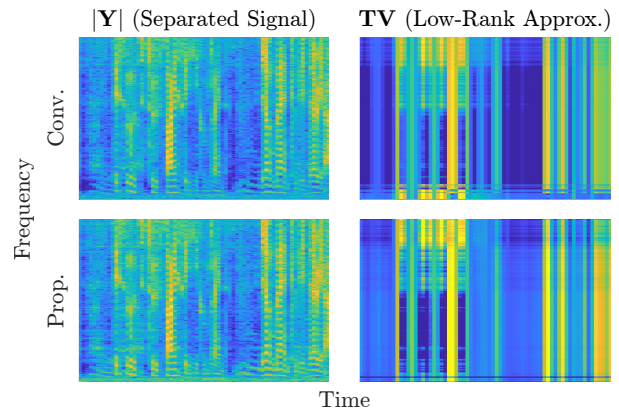 |Y| (Separated Signal)
TV (Low-Rank Approx.)
Conv.
Frequency
Prop.
Time